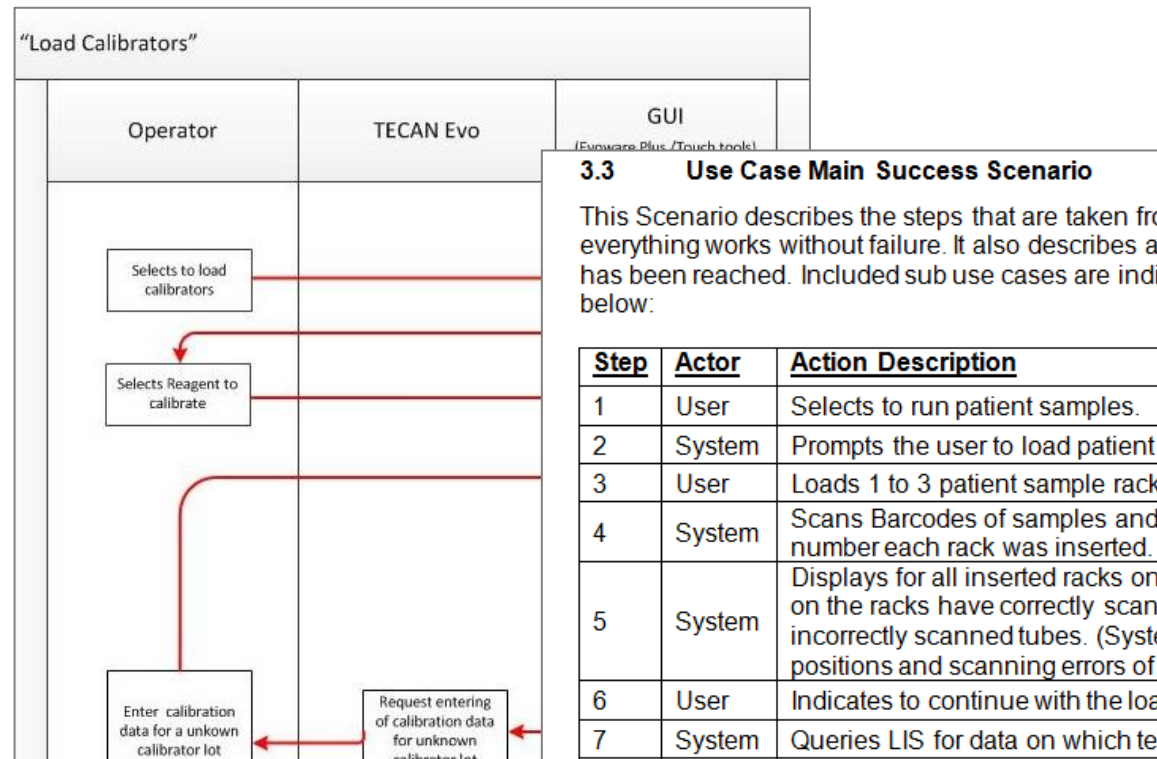 “Load Calibrators”
Operator
TECAN Evo
GUI
(Evoware Plus /Touch tools)
Selects to load
calibrators
Selects Reagent to
calibrate
Enter calibration
data for a unkown
calibrator lot
Request entering
of calibration data
for unknown
calibrator lot
3.3 Use Case Main Success Scenario
This Scenario describes the steps that are taken
everything works without failure. It also describes a
has been reached. Included sub use cases are
below:
Step Actor Action Description
1 User Selects to run patient samples.
2 System Prompts the user to load patient
3 User Loads 1 to 3 patient sample rack
4 System Scans Barcodes of samples and
number each rack was inserted.
5 System Displays for all inserted racks on
on the racks have correctly scan
incorrectly scanned tubes. (Syste
positions and scanning errors of
6 User Indicates to continue with the loa
7 System Queries LIS for data on which te